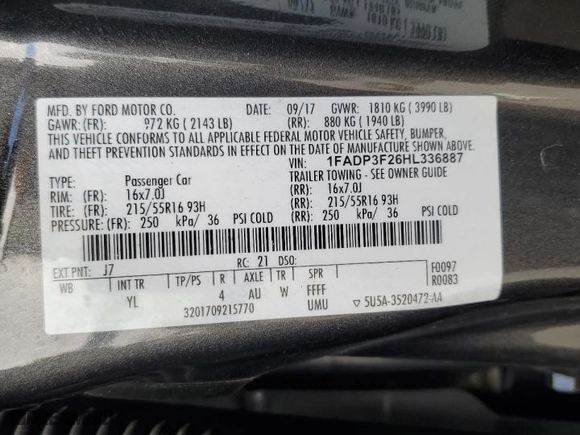 MFD. BY FORD MOTOR CO. DATE: 09/17 GVWR: 1810 KG ( 3990 LB)
GAWR: (FR): 972 KG ( 2143 LB) (RR): 880 KG ( 1940 LB)
THIS VEHICLE CONFORMS TO ALL APPLICABLE FEDERAL MOTOR VEHICLE SAFETY, BUMPER,
AND THEFT PREVENTION STANDARDS IN EFFECT ON THE DATE OF MANUFACTURE SHOWN ABOVE.
VIN: 1FADP3F26HL336887
TYPE: Passenger Car TRAILER TOWING - SEE OWNER GUIDE
RIM: (FR) 16x7.0J (RR) 16x7.0J
TIRE: (FR) 215/55R16 93H (RR) 215/55R16 93H
PRESSURE: (FR) 250 kPa/ 36 PSI COLD (RR) 250 kPa/ 36 PSI COLD
EXT PNT: J7 RC: 21 DSO: F0097
WB INT TR TP/PS R AXLE TR SPR R0083
YL 4 AU W FFFF
3201709215770 UMU ▽ 5U5A-3520472-AA